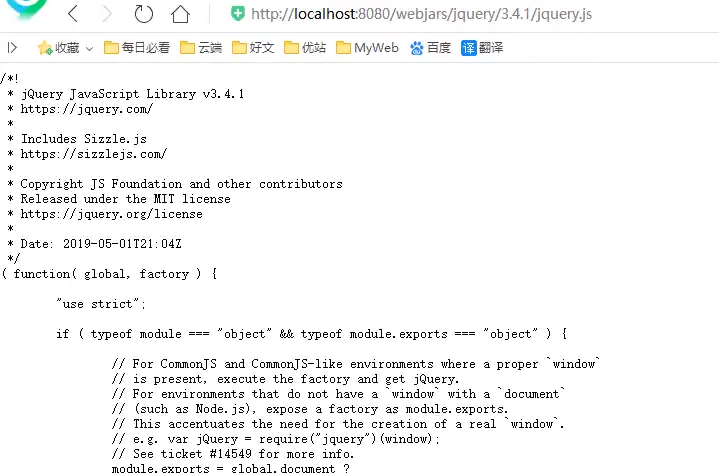 http://localhost:8080/webjars/jquery/3.4.1/jquery.js
收藏 每日必看 云端 好文 优站 MyWeb 百度 译 翻译
/*!
 * jQuery JavaScript Library v3.4.1
 * https://jquery.com/
 *
 * Includes Sizzle.js
 * https://sizzlejs.com/
 *
 * Copyright JS Foundation and other contributors
 * Released under the MIT license
 * https://jquery.org/license
 *
 * Date: 2019-05-01T21:04Z
 */
( function( global, factory ) {
"use strict";
if ( typeof module === "object" && typeof module.exports === "object" ) {
// For CommonJS and CommonJS-like environments where a proper `window`
// is present, execute the factory and get jQuery.
// For environments that do not have a `window` with a `document`
// (such as Node.js), expose a factory as module.exports.
// This accentuates the need for the creation of a real `window`.
// e.g. var jQuery = require("jquery")(window);
// See ticket #14549 for more info.
module.exports = global.document ?